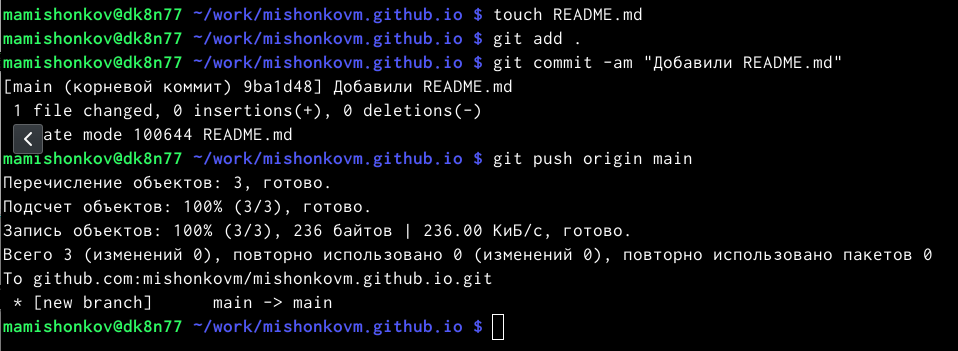 mamishonkov@dk8n77 ~/work/mishonkovm.github.io $ touch README.md
mamishonkov@dk8n77 ~/work/mishonkovm.github.io $ git add .
mamishonkov@dk8n77 ~/work/mishonkovm.github.io $ git commit -am "Добавили README.md"
[main (корневой коммит) 9ba1d48] Добавили README.md
1 file changed, 0 insertions(+), 0 deletions(-)
ate mode 100644 README.md
mamishonkov@dk8n77 ~/work/mishonkovm.github.io $ git push origin main
Перечисление объектов: 3, готово.
Подсчет объектов: 100% (3/3), готово.
Запись объектов: 100% (3/3), 236 байтов | 236.00 КиБ/с, готово.
Всего 3 (изменений 0), повторно использовано 0 (изменений 0), повторно использовано пакетов 0
To github.com:mishonkovm/mishonkovm.github.io.git
* [new branch]      main -> main
mamishonkov@dk8n77 ~/work/mishonkovm.github.io $